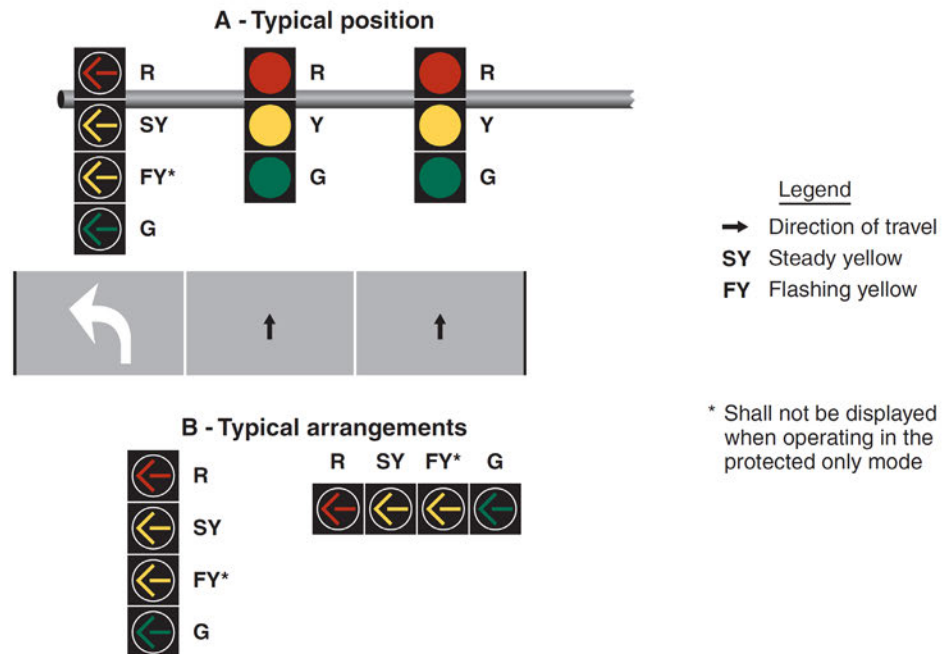 A - Typical position
R
R
R
SY
Y
Y
FY*
G
G
G
Legend
Direction of travel
SY Steady yellow
FY Flashing yellow
* Shall not be displayed
when operating in the
protected only mode
B - Typical arrangements
R SY FY* G
R
SY
FY*
G